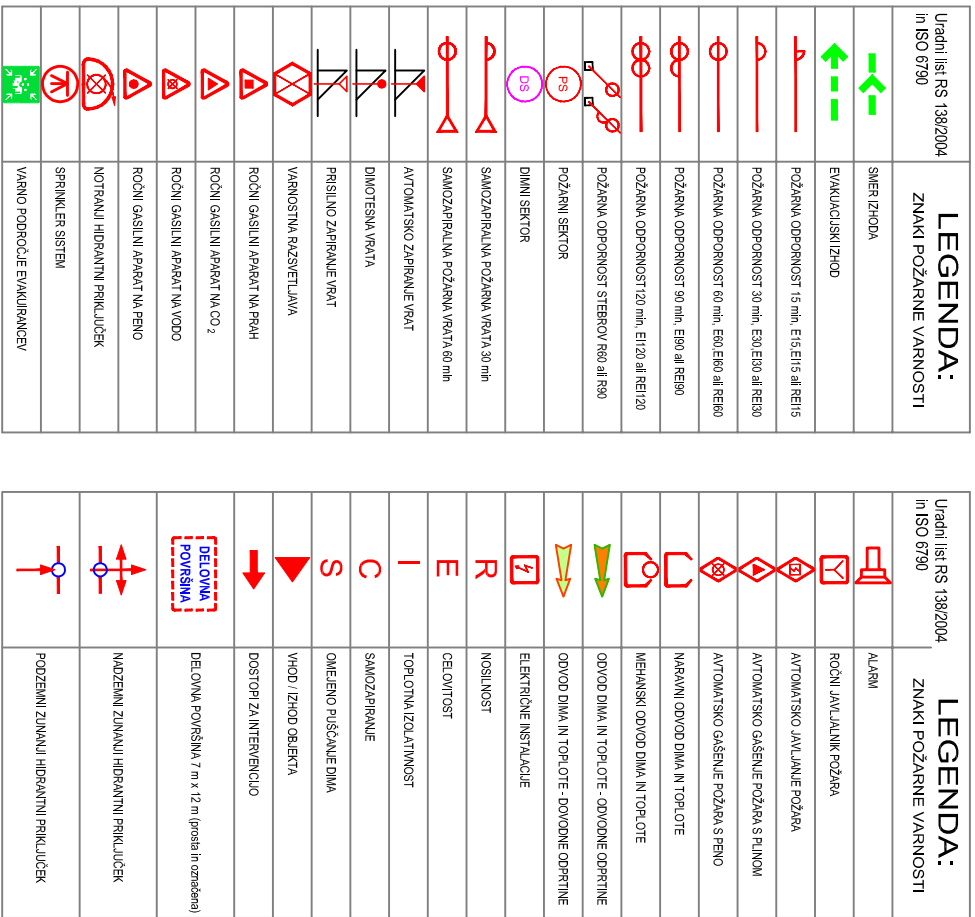 Uradni list RS 138/2004
in ISO 6790
LEGENDA:
ZNAKI POŽARNE VARNOSTI
SMER IZHODA
EVAKUACIJSKI IZHOD
POŽARNA ODPORNOST 15 min, E15,EI15 ali REI15
POŽARNA ODPORNOST 30 min, E30,EI30 ali REI30
POŽARNA ODPORNOST 60 min, E60,EI60 ali REI60
POŽARNA ODPORNOST 90 min, EI90 ali REI90
POŽARNA ODPORNOST120 min, EI120 ali REI120
POŽARNA ODPORNOST STEBROV R60 ali R90
PS POŽARNI SEKTOR
DS DIMNI SEKTOR
SAMOZAPIRALNA POŽARNA VRATA 30 min
SAMOZAPIRALNA POŽARNA VRATA 60 min
AVTOMATSKO ZAPIRANJE VRAT
DIMOTESNA VRATA
PRISILNO ZAPIRANJE VRAT
VARNOSTNA RAZSVETLJAVA
ROČNI GASILNI APARAT NA PRAH
ROČNI GASILNI APARAT NA CO2
ROČNI GASILNI APARAT NA VODO
ROČNI GASILNI APARAT NA PENO
NOTRANJI HIDRANTNI PRIKLJUČEK
SPRINKLER SISTEM
VARNO PODROČJE EVAKUIRANCEV
Uradni list RS 138/2004
in ISO 6790
LEGENDA:
ZNAKI POŽARNE VARNOSTI
ALARM
ROČNI JAVLJALNIK POŽARA
AVTOMATSKO JAVLJANJE POŽARA
AVTOMATSKO GAŠENJE POŽARA S PLINOM
AVTOMATSKO GAŠENJE POŽARA S PENO
NARAVNI ODVOD DIMA IN TOPLOTE
MEHANSKI ODVOD DIMA IN TOPLOTE
ODVOD DIMA IN TOPLOTE - ODVODNE ODPRTINE
ODVOD DIMA IN TOPLOTE - DOVODNE ODPRTINE
ELEKTRIČNE INSTALACIJE
R NOSILNOST
E CELOVITOST
I TOPLOTNA IZOLATIVNOST
C SAMOZAPIRANJE
S OMEJENO PUŠČANJE DIMA
VHOD / IZHOD OBJEKTA
DOSTOPI ZA INTERVENCIJO
DELOVNA
POVRŠINA
DELOVNA POVRŠINA 7 m x 12 m (prosta in označena)
NADZEMNI ZUNANJI HIDRANTNI PRIKLJUČEK
PODZEMNI ZUNANJI HIDRANTNI PRIKLJUČEK